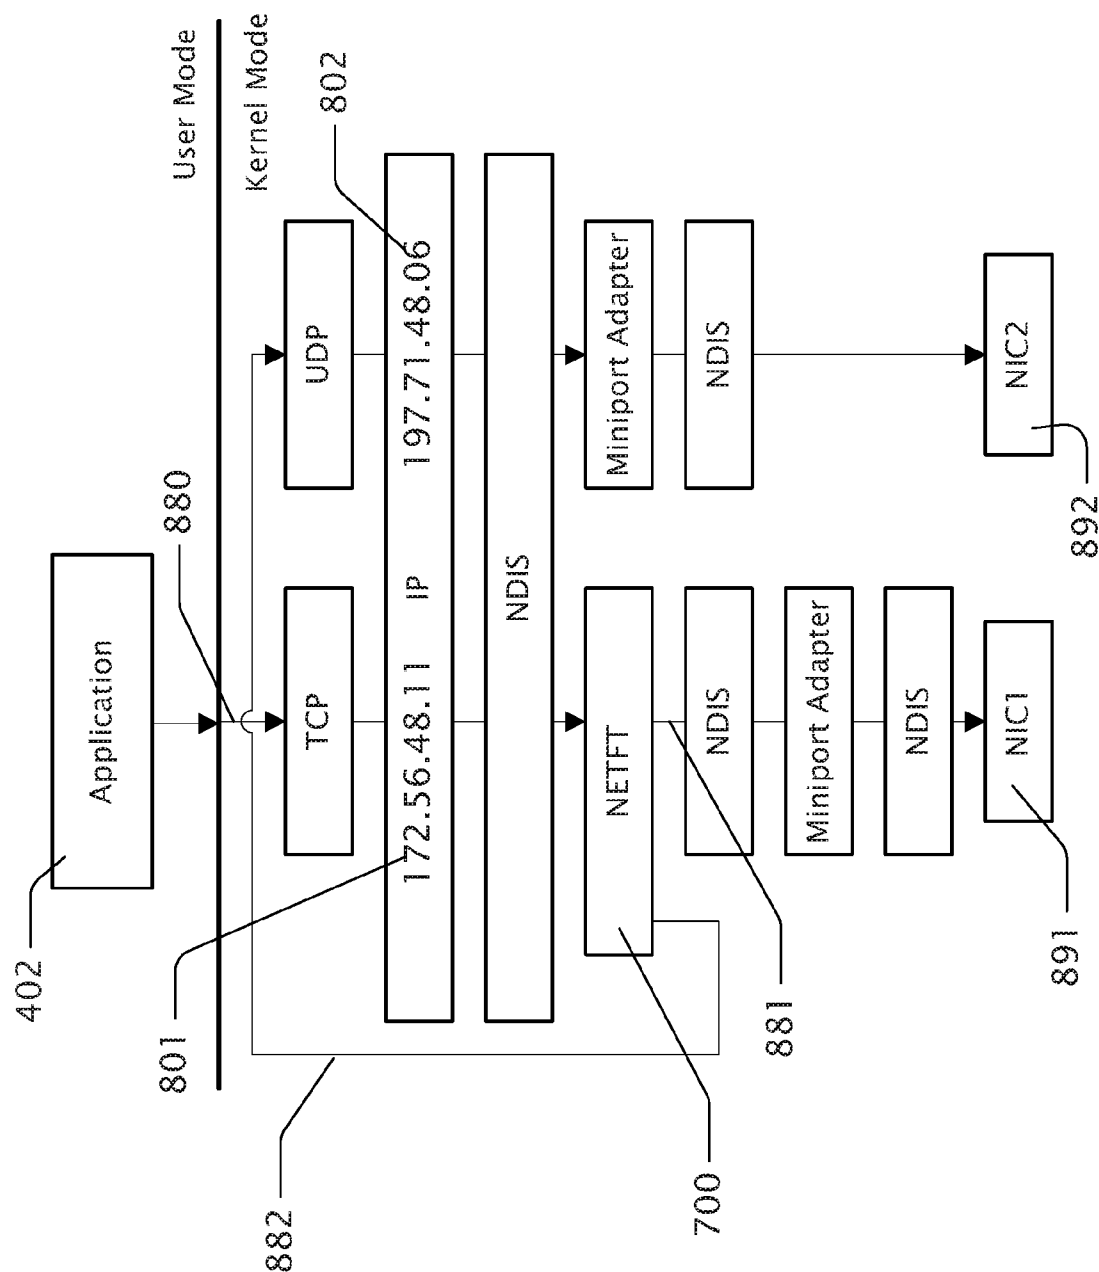 User Mode
Kernel Mode
402
Application
880
801
882
TCP
UDP
802
172.56.48.11
IP
197.71.48.06
NDIS
NETFT
Miniport Adapter
700
881
NDIS
NDIS
Miniport Adapter
NDIS
NIC1
NIC2
891
892